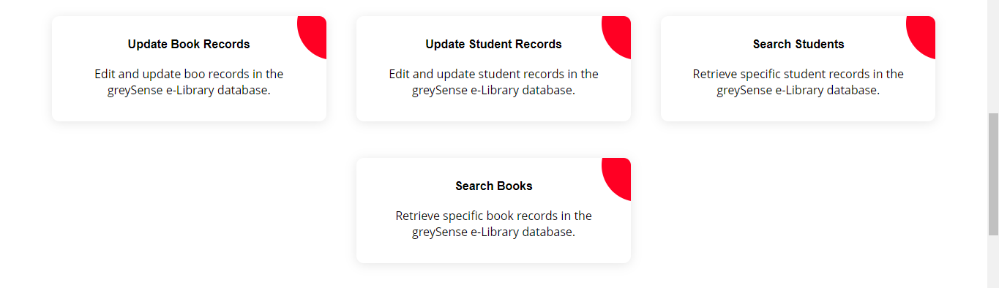 Update Book Records
Edit and update boo records in the
greySense e-Library database.
Update Student Records
Edit and update student records in the
greySense e-Library database.
Search Students
Retrieve specific student records in the
greySense e-Library database.
Search Books
Retrieve specific book records in the
greySense e-Library database.